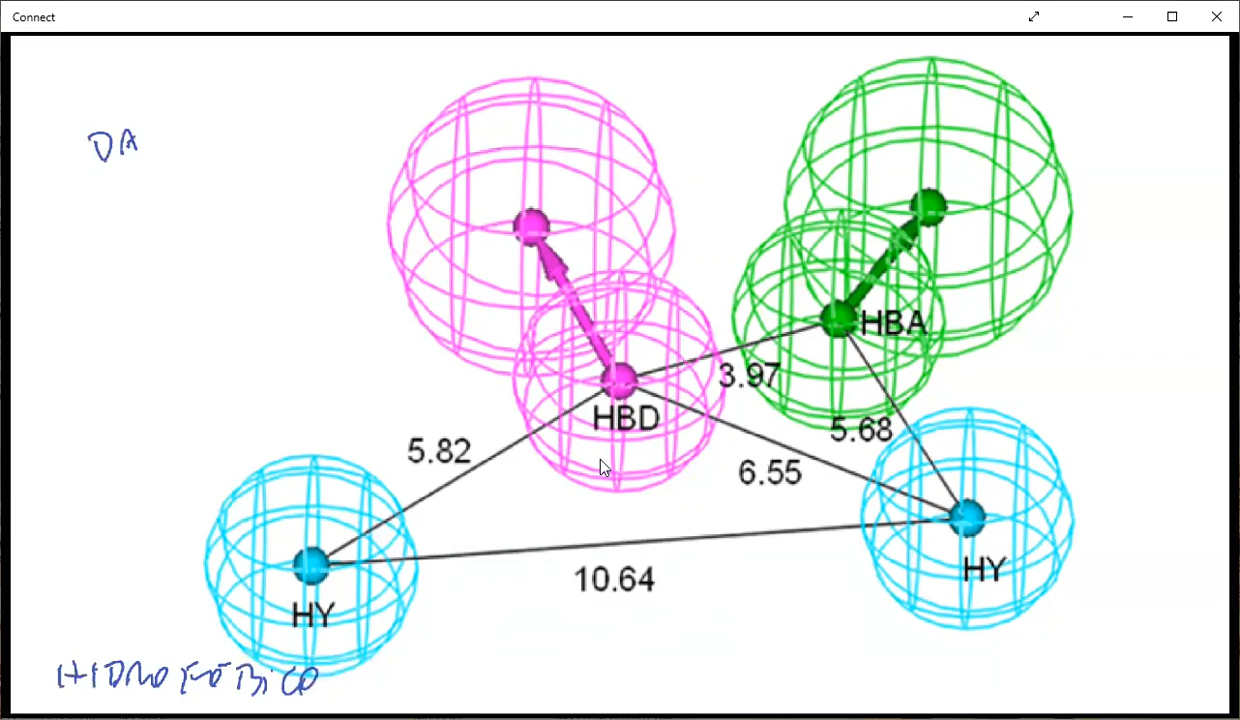 Connect
DA
HBA
3.97
HBD
5.82
5.68
6.55
10.64
HY
HY
HIDROFÓBICO